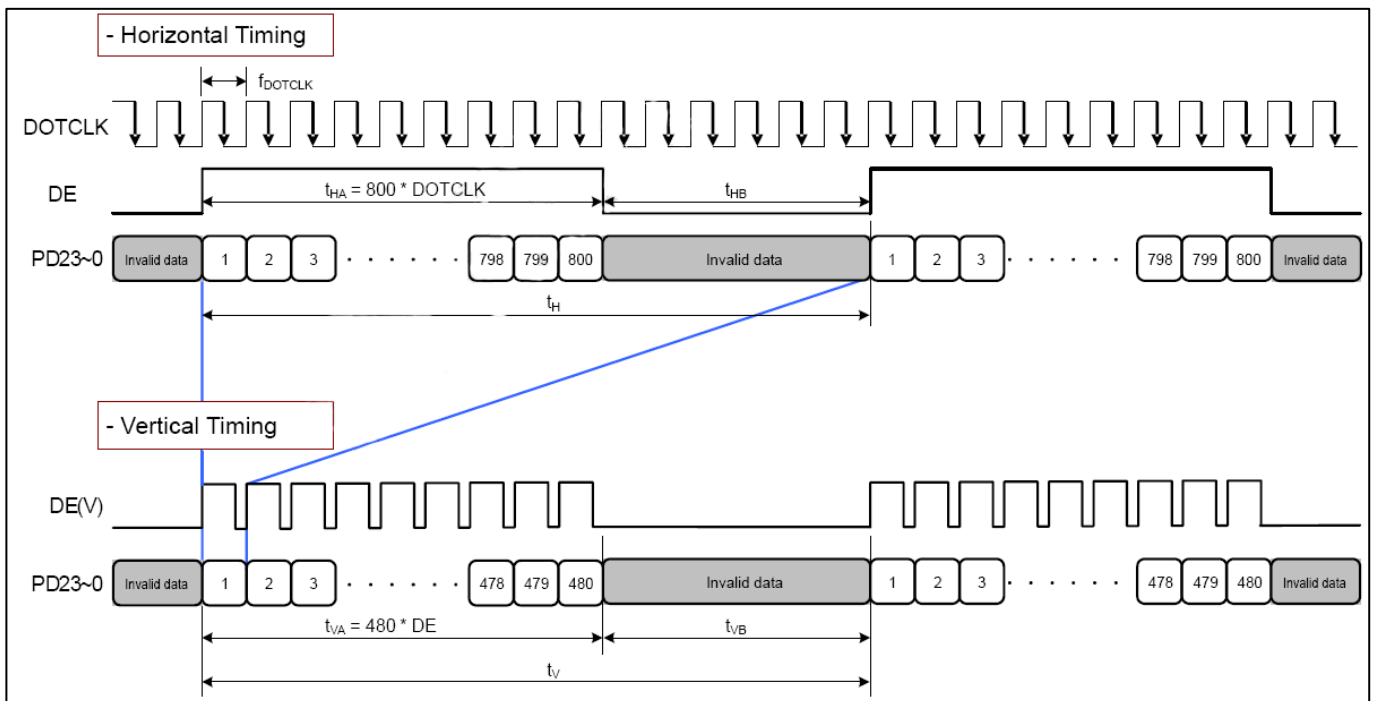 - Horizontal Timing
fDOTCLK
DOTCLK
DE
tHA = 800 * DOTCLK
tHB
PD23~0
Invalid data 1 2 3 · · · · · · 798 799 800 Invalid data 1 2 3 · · · · · · 798 799 800 Invalid data
tH
- Vertical Timing
DE(V)
PD23~0
Invalid data 1 2 3 · · · · · · 478 479 480 Invalid data 1 2 3 · · · · · · 478 479 480 Invalid data
tVA = 480 * DE
tVB
tV